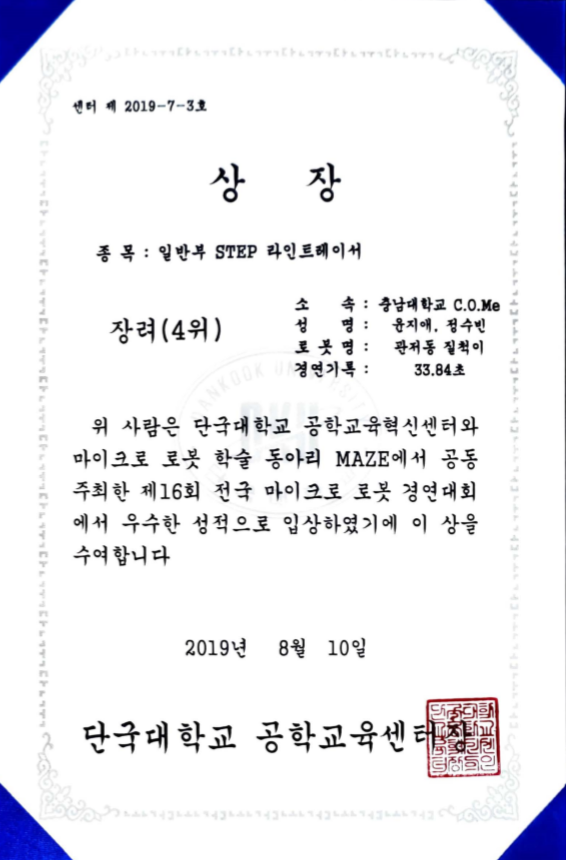 센터 제 2019-7-3호
상 장
종 목 : 일반부 STEP 라인트레이서
장려(4위)
소 속 : 충남대학교 C.O.Me
성 명 : 윤지애, 정수빈
로 봇 명 : 관저동 질척이
경연기록 : 33.84초
위 사람은 단국대학교 공학교육혁신센터와
마이크로 로봇 학술 동아리 MAZE에서 공동
주최한 제16회 전국 마이크로 로봇 경연대회
에서 우수한 성적으로 입상하였기에 이 상을
수여합니다
2019년 8월 10일
단국대학교 공학교육센터장
DANKOOK UNIVERSITY
DKU